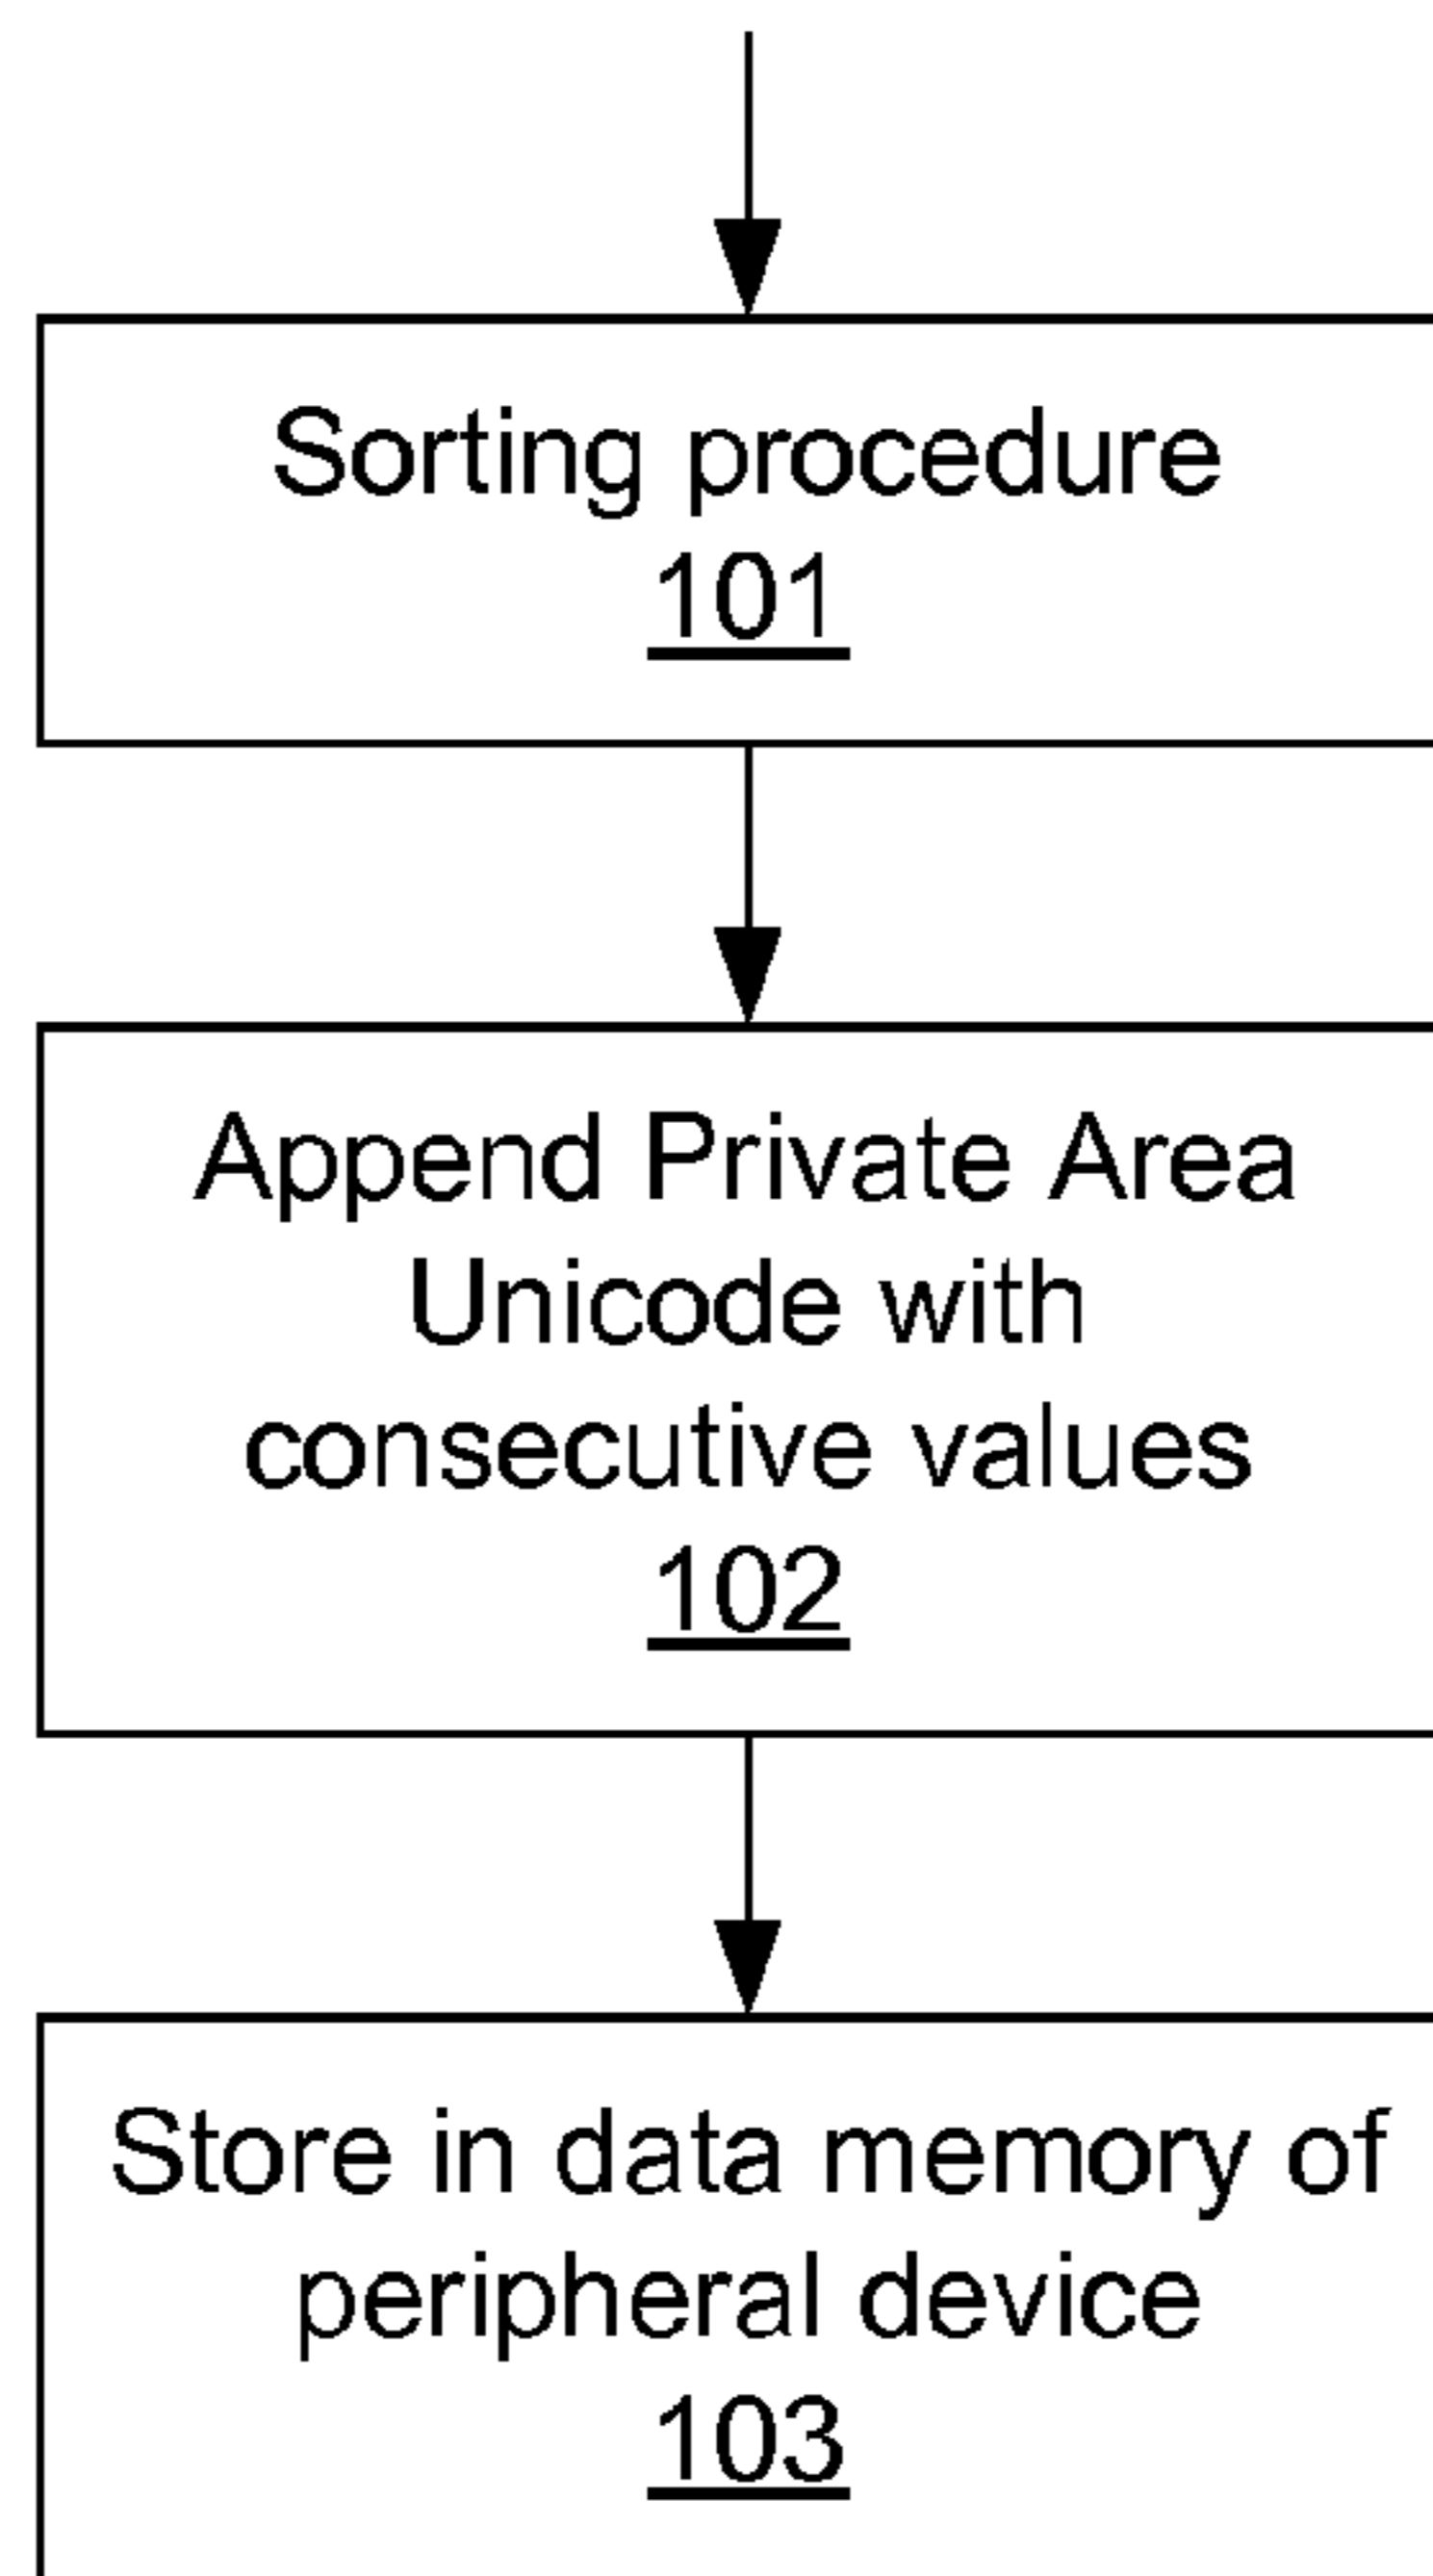 Sorting procedure
101
Append Private Area
Unicode with
consecutive values
102
Store in data memory of
peripheral device
103